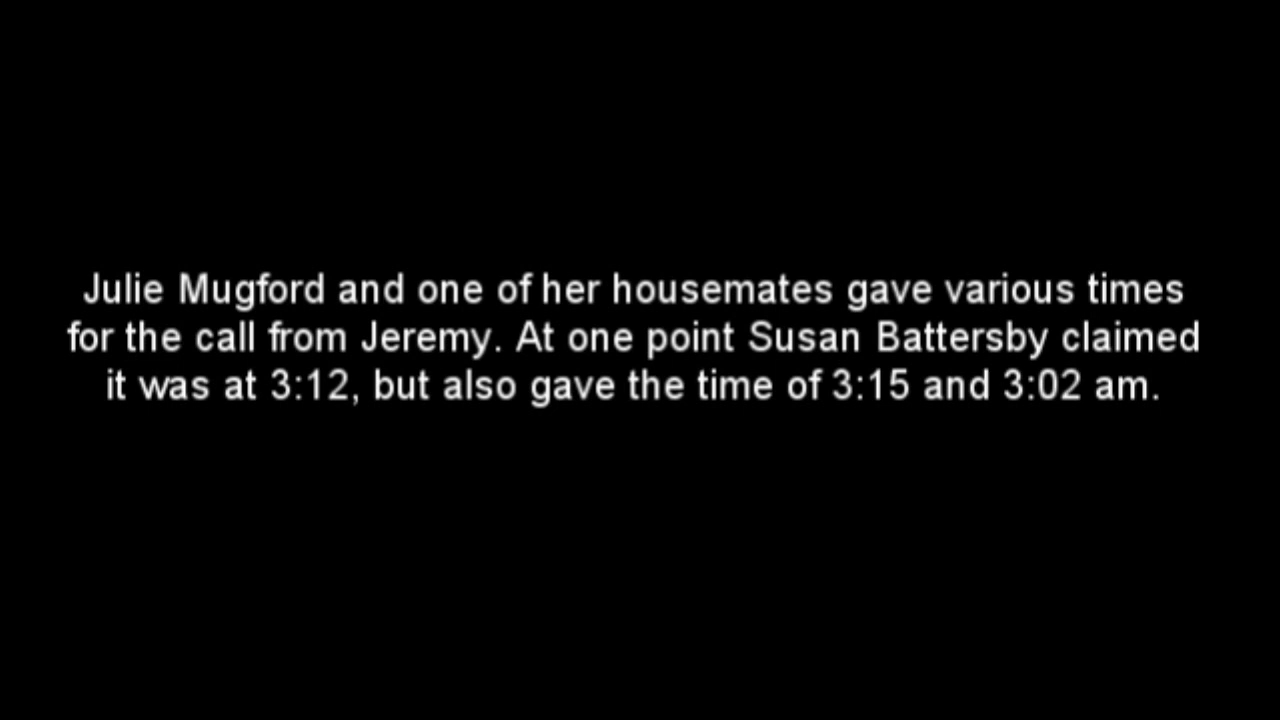 Julie Mugford and one of her housemates gave various times
for the call from Jeremy. At one point Susan Battersby claimed
it was at 3:12, but also gave the time of 3:15 and 3:02 am.